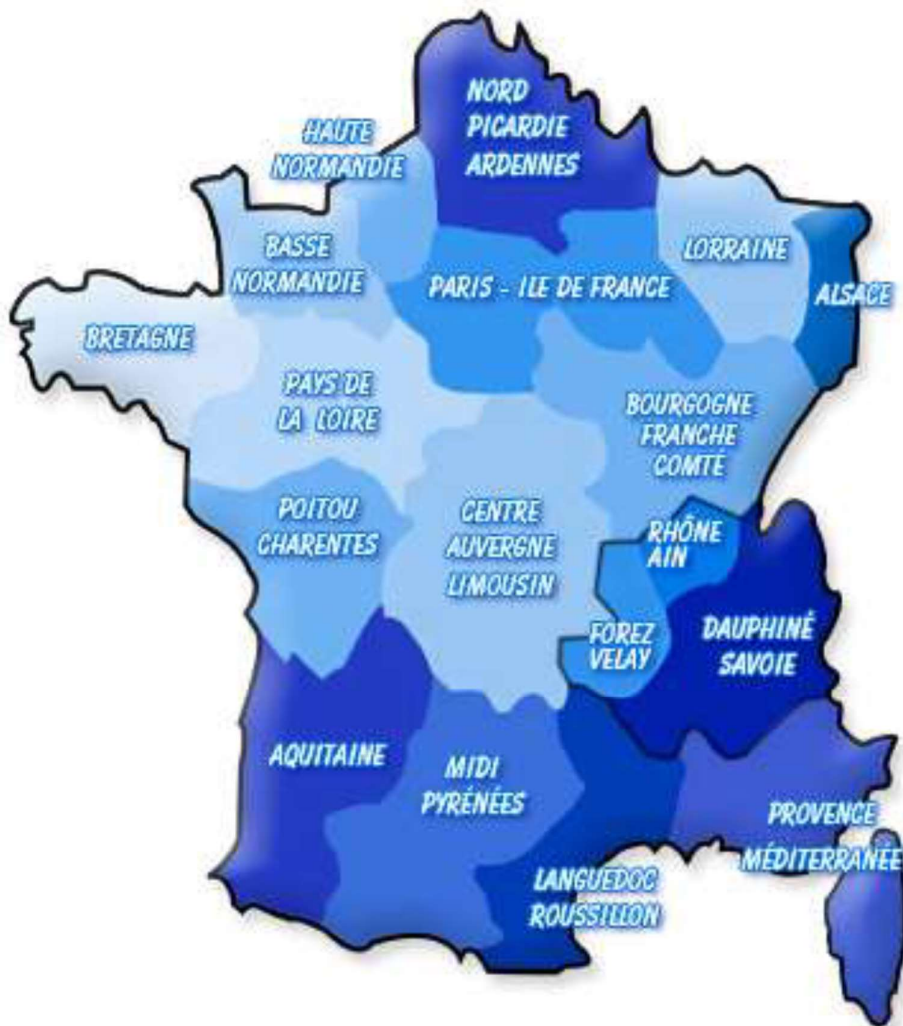 NORD
PICARDIE
ARDENNES
HAUTE
NORMANDIE
BASSE
NORMANDIE
PARIS - ILE DE FRANCE
LORRAINE
ALSACE
BRETAGNE
PAYS DE
LA LOIRE
BOURGOGNE
FRANCHE
COMTÉ
POITOU
CHARENTES
CENTRE
AUVERGNE
LIMOUSIN
RHÔNE
AIN
FOREZ
VELAY
DAUPHINÉ
SAVOIE
AQUITAINE
MIDI
PYRÉNÉES
PROVENCE
MÉDITERRANÉE
LANGUEDOC
ROUSSILLON